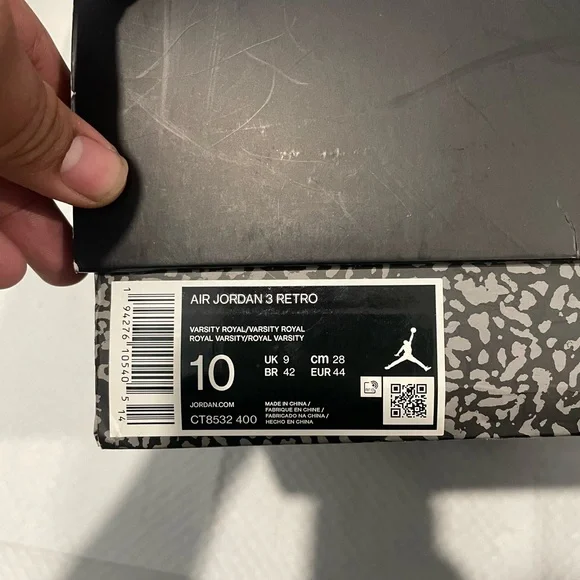 AIR JORDAN 3 RETRO
VARSITY ROYAL/VARSITY ROYAL
ROYAL VARSITY/ROYAL VARSITY
10
UK 9 cm 28
BR 42 EUR 44
JORDAN.COM
CT8532 400
MADE IN CHINA /
FABRIQUE EN CHINE /
FABRICADO NA CHINA /
HECHO EN CHINA
1 94276 10540 5 14